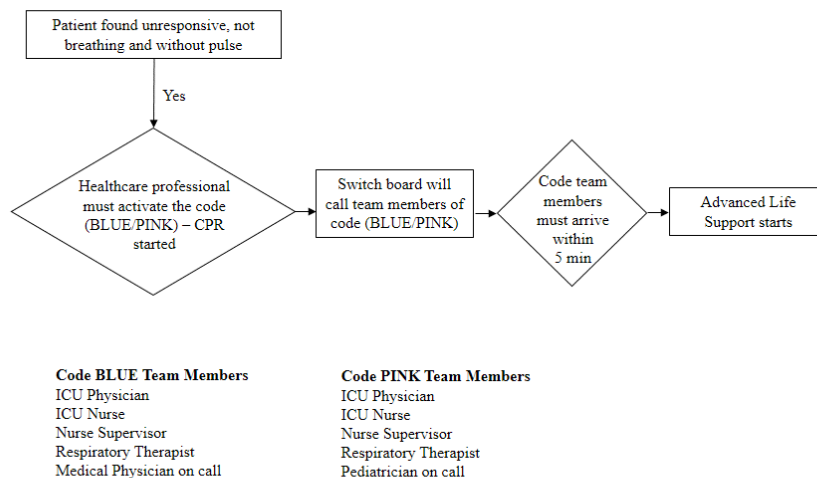 Patient found unresponsive, not
breathing and without pulse
Yes
Healthcare professional
must activate the code
(BLUE/PINK) – CPR
started
Switch board will
call team members of
code (BLUE/PINK)
Code team
members
must arrive
within
5 min
Advanced Life
Support starts
Code BLUE Team Members
ICU Physician
ICU Nurse
Nurse Supervisor
Respiratory Therapist
Medical Physician on call
Code PINK Team Members
ICU Physician
ICU Nurse
Nurse Supervisor
Respiratory Therapist
Pediatrician on call